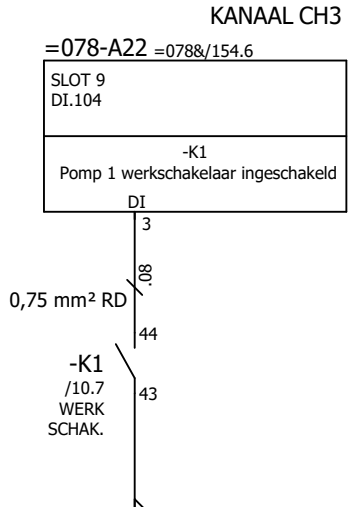 KANAAL CH3
=078-A22 =078&/154.6
SLOT 9
DI.104
-K1
Pomp 1 werkschakelaar ingeschakeld
DI
3
.08
0,75 mm² RD
44
-K1
/10.7
43
WERK
SCHAK.